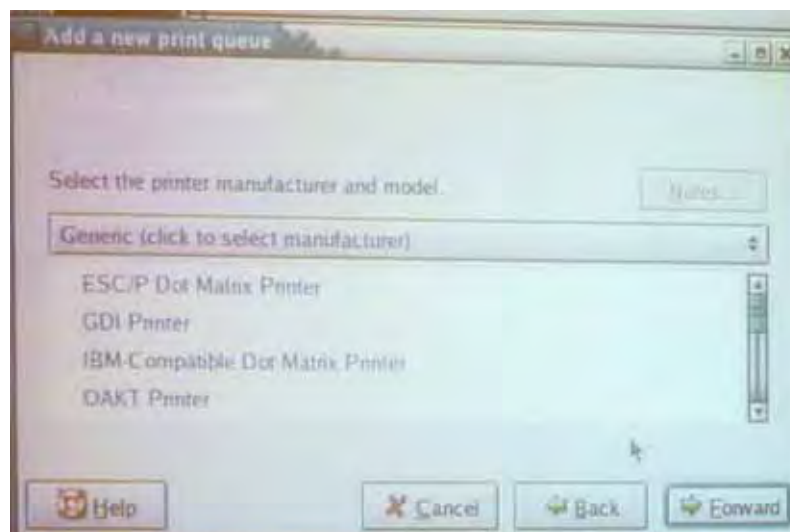 Add a new print queue
Select the printer manufacturer and model.
Notes...
Generic (click to select manufacturer)
ESC/P Dot Matrix Printer
GDI Printer
IBM-Compatible Dot Matrix Printer
OAKT Printer
Help
Cancel
Back
Forward